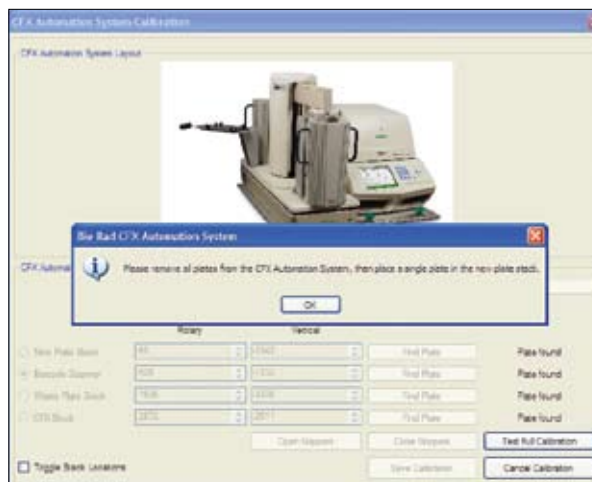 CFX Automation System Calibration
CFX Automation System Layout
Bio Rad CFX Automation System
Please remove all plates from the CFX Automation System, then place a single plate in the new plate stack.
OK
CFX Automat
Rotary Vertical
New Plate Stack Find Plate Plate found
Barcode Scanner Find Plate Plate found
Waste Plate Stack Find Plate Plate found
CFX Block Find Plate Plate found
Open Grippers Close Grippers Test Full Calibration
Toggle Stack Locations Save Calibration Cancel Calibration